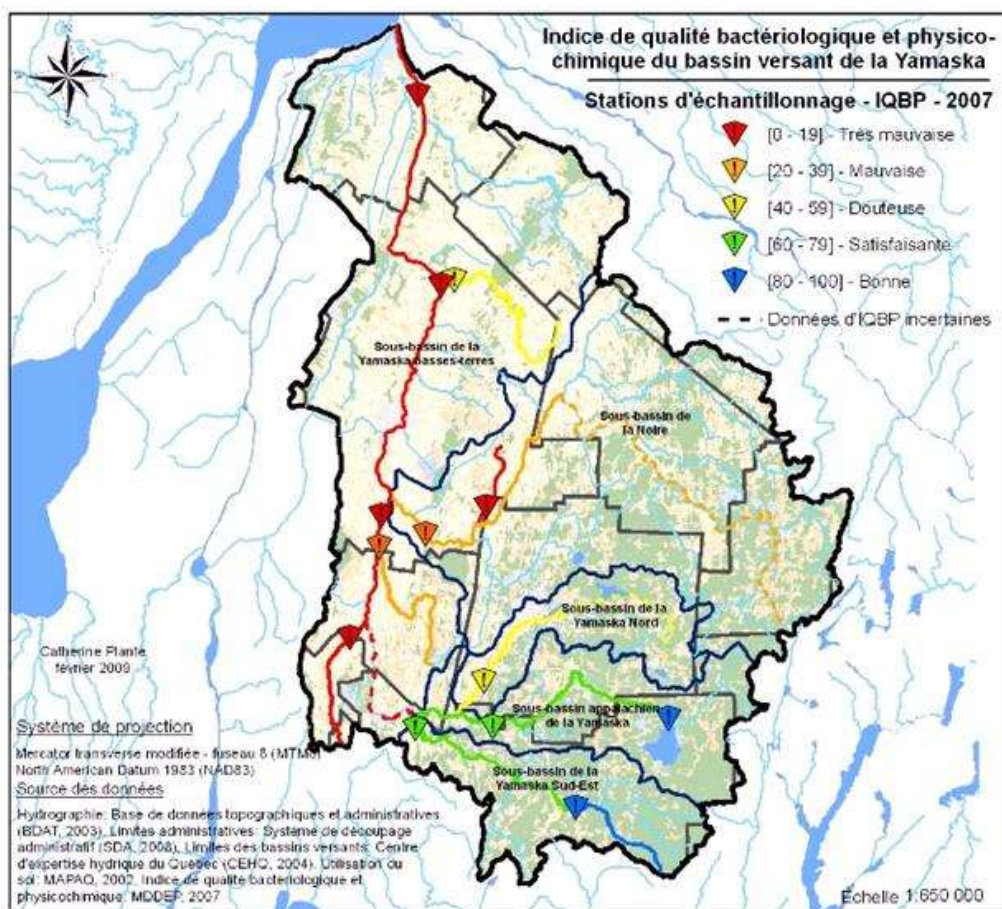 Indice de qualité bactériologique et physico-
chimique du bassin versant de la Yamaska
Stations d'échantillonnage - IQBP - 2007
[0 - 19] - Très mauvaise
[20 - 39] - Mauvaise
[40 - 59] - Douteuse
[60 - 79] - Satisfaisante
[80 - 100] - Bonne
Données d'IQBP incertaines
Sous-bassin de la
Yamaska basses-terres
Sous-bassin de
la Noire
Sous-bassin de la
Yamaska Nord
Sous-bassin appalachien
de la Yamaska
Sous-bassin de la
Yamaska Sud-Est
Catherine Plante
février 2009
Système de projection
Mercator transverse modifiée - fuseau 8 (MTM8)
North American Datum 1983 (NAD83)
Source des données
Hydrographie: Base de données topographiques et administratives
(BDAT, 2003), Limites administratives: Système de découpage
administratif (SDA, 2008), Limites des bassins versants: Centre
d'expertise hydrique du Québec (CEHQ, 2004), Utilisation du
sol: MAPAQ, 2002, Indice de qualité bactériologique et
physicochimique: MDDEP, 2007
Échelle 1:650 000